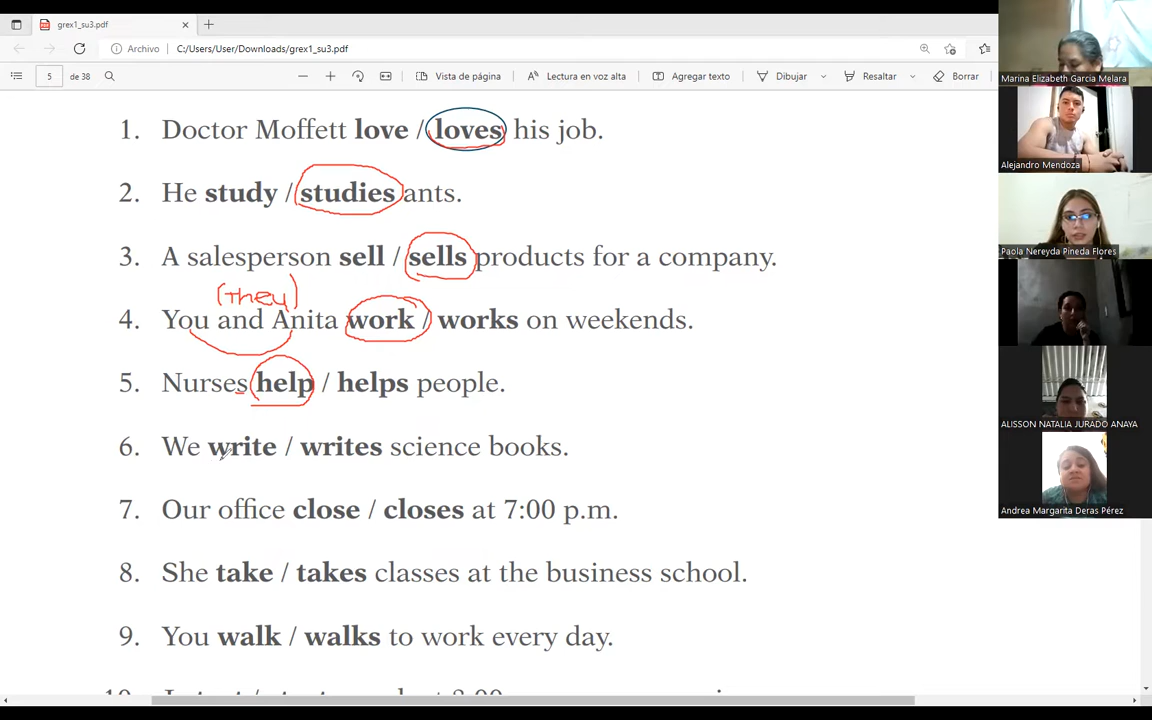 grex1_su3.pdf
Archivo C:/Users/User/Downloads/grex1_su3.pdf
5 de 38 Vista de página Lectura en voz alta Agregar texto Dibujar Resaltar Borrar
1. Doctor Moffett love / loves his job.
2. He study / studies ants.
3. A salesperson sell / sells products for a company.
(they)
4. You and Anita work / works on weekends.
5. Nurses help / helps people.
6. We write / writes science books.
7. Our office close / closes at 7:00 p.m.
8. She take / takes classes at the business school.
9. You walk / walks to work every day.
Marina Elizabeth Garcia Melara
Alejandro Mendoza
Paola Nereyda Pineda Flores
ALISSON NATALIA JURADO ANAYA
Andrea Margarita Deras Pérez